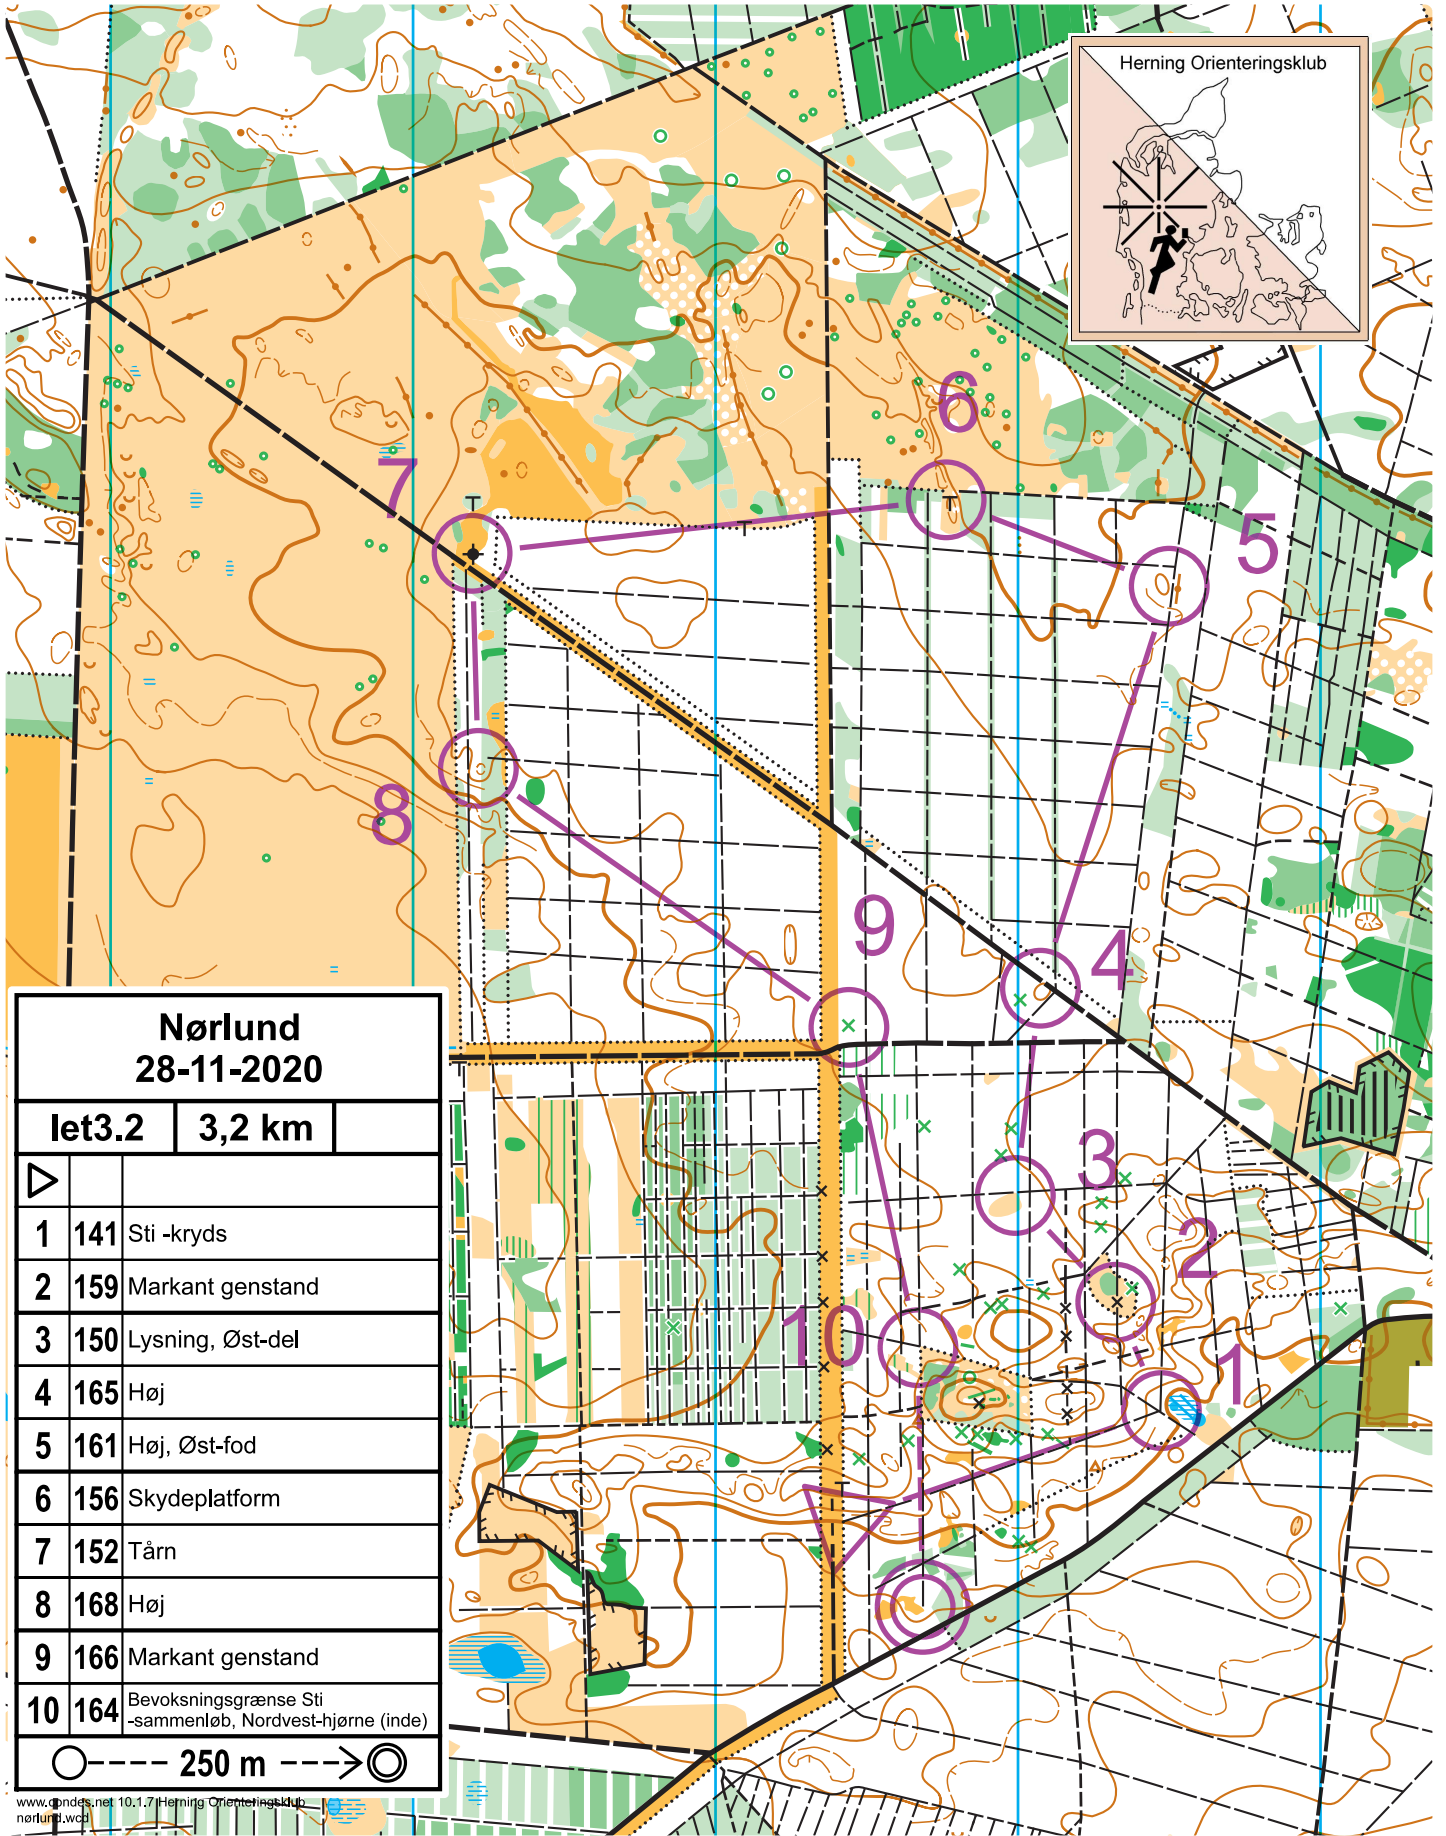 Herning Orienteringsklub
6
7
5
8
9
4
3
2
10
1
Nørlund
28-11-2020
let3.2 3,2 km
1 141 Sti -kryds
2 159 Markant genstand
3 150 Lysning, Øst-del
4 165 Høj
5 161 Høj, Øst-fod
6 156 Skydeplatform
7 152 Tårn
8 168 Høj
9 166 Markant genstand
10 164 Bevoksningsgrænse Sti
-sammenløb, Nordvest-hjørne (inde)
250 m
www.condes.net 10.1.7 Herning Orienteringsklub
nørlund.wcd